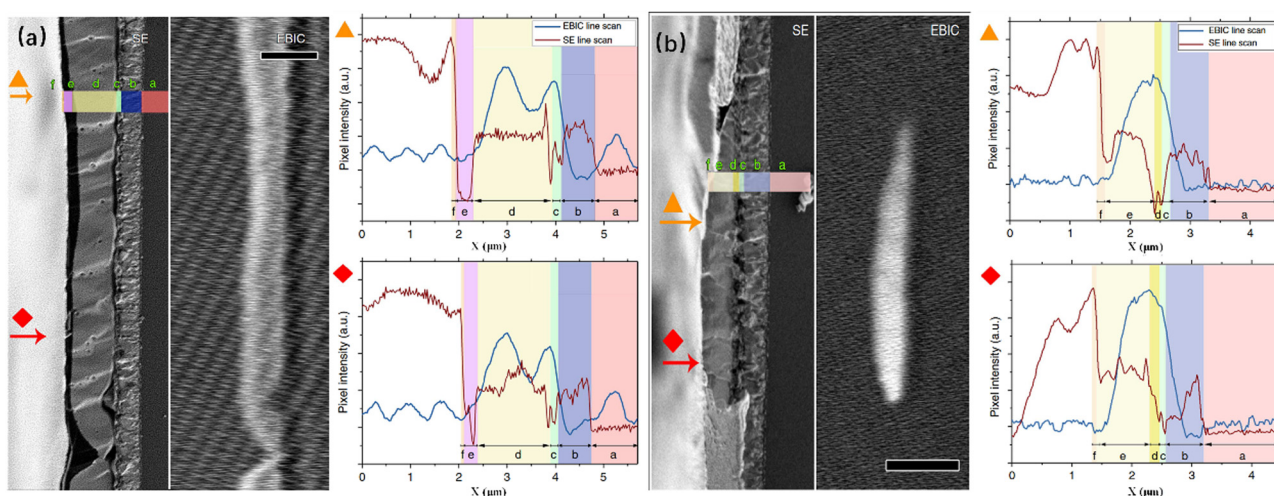 (a)
SE
EBIC
f e d c b a
EBIC line scan
SE line scan
Pixel intensity (a.u.)
f e d c b a
0 1 2 3 4 5
X (μm)
Pixel intensity (a.u.)
f e d c b a
0 1 2 3 4 5
X (μm)
(b)
SE
EBIC
f e d c b a
EBIC line scan
SE line scan
Pixel intensity (a.u.)
f e d c b a
0 1 2 3 4
X (μm)
Pixel intensity (a.u.)
f e d c b a
0 1 2 3 4
X (μm)